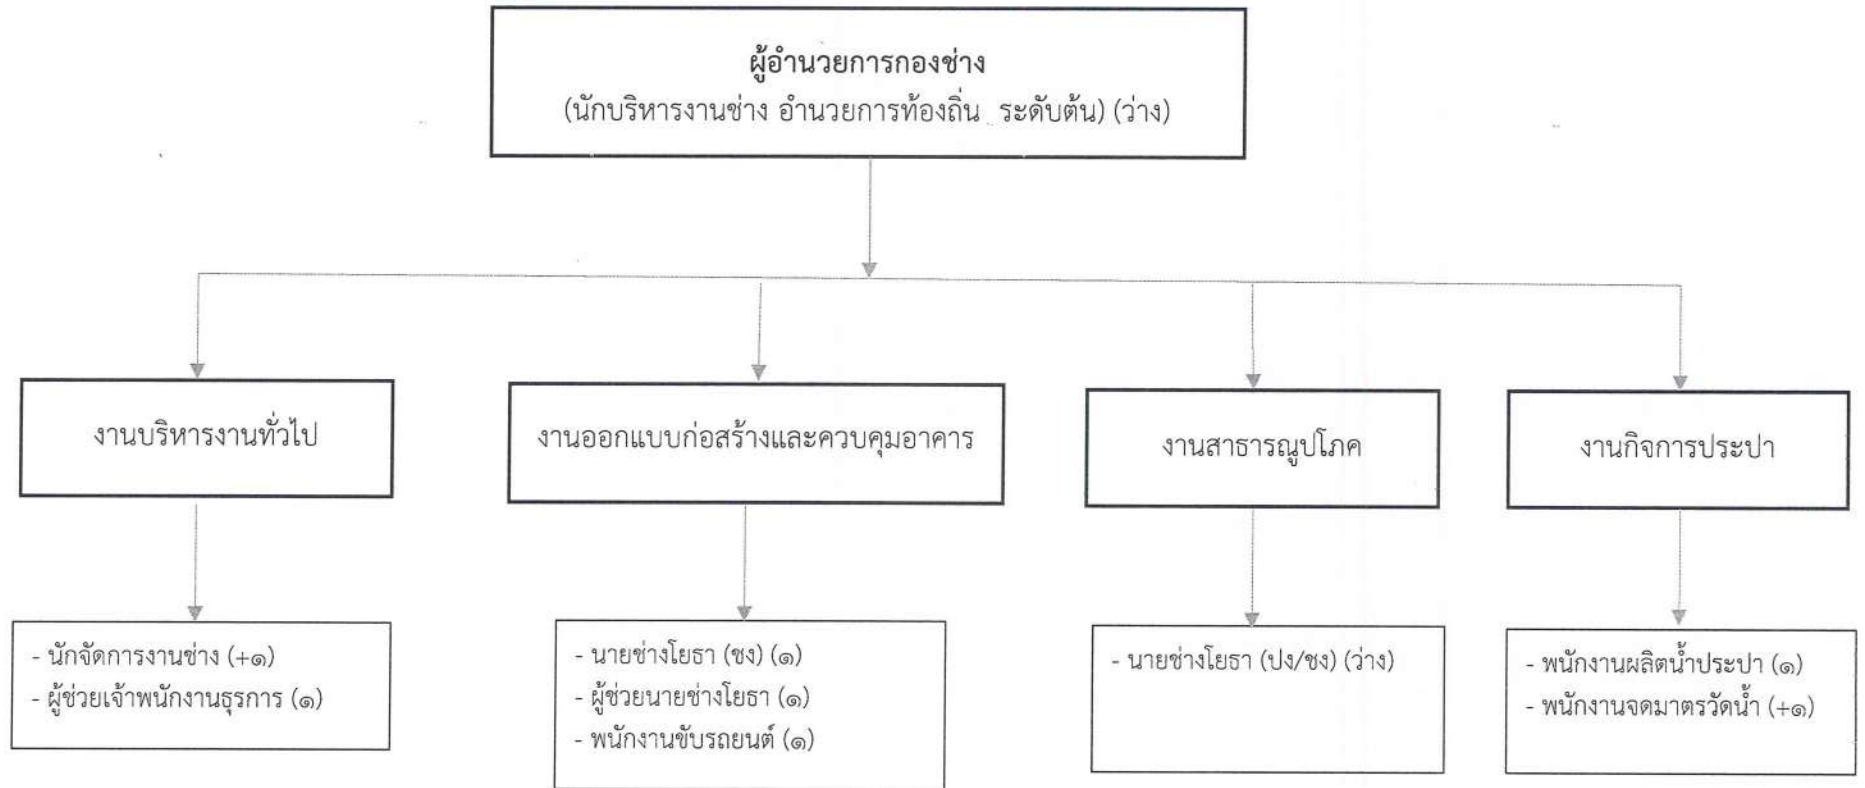 ผู้อำนวยการกองช่าง
(นักบริหารงานช่าง อำนวยการท้องถิ่น ระดับต้น) (ว่าง)
งานบริหารงานทั่วไป
งานออกแบบก่อสร้างและควบคุมอาคาร
งานสาธารณูปโภค
งานกิจการประปา
- นักจัดการงานช่าง (+๑)
- ผู้ช่วยเจ้าพนักงานธุรการ (๑)
- นายช่างโยธา (ชง) (๑)
- ผู้ช่วยนายช่างโยธา (๑)
- พนักงานขับรถยนต์ (๑)
- นายช่างโยธา (ปง/ชง) (ว่าง)
- พนักงานผลิตน้ำประปา (๑)
- พนักงานจดมาตรวัดน้ำ (+๑)